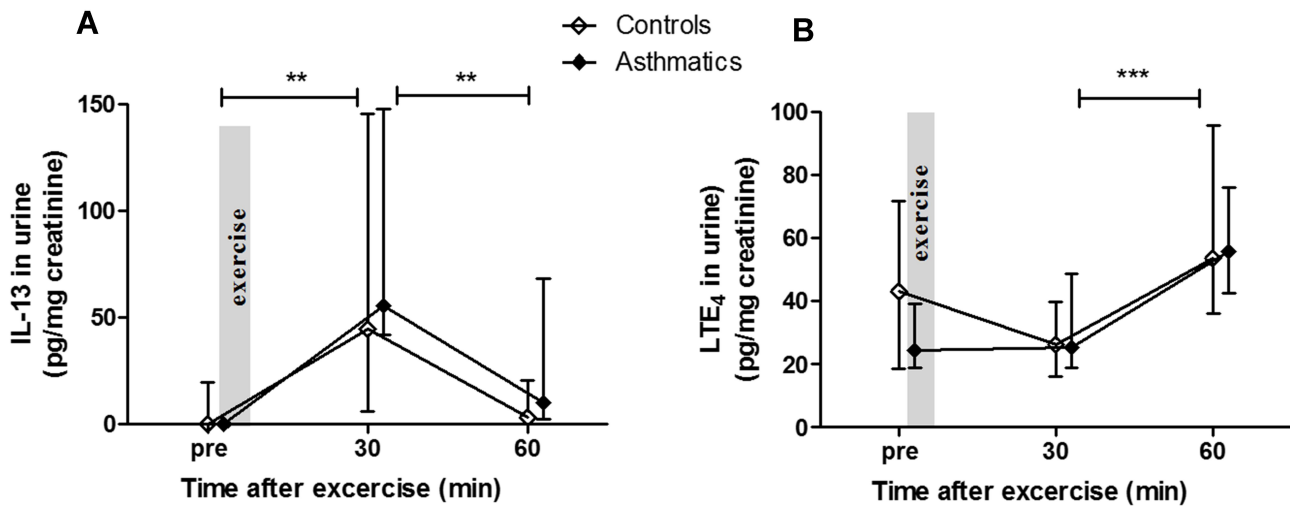 A
Controls
Asthmatics
B
**
**
150
100
50
0
IL-13 in urine
(pg/mg creatinine)
exercise
pre
30
60
Time after excercise (min)
***
100
80
60
40
20
0
LTE4 in urine)
(pg/mg creatinine)
exercise
pre
30
60
Time after excercise (min)